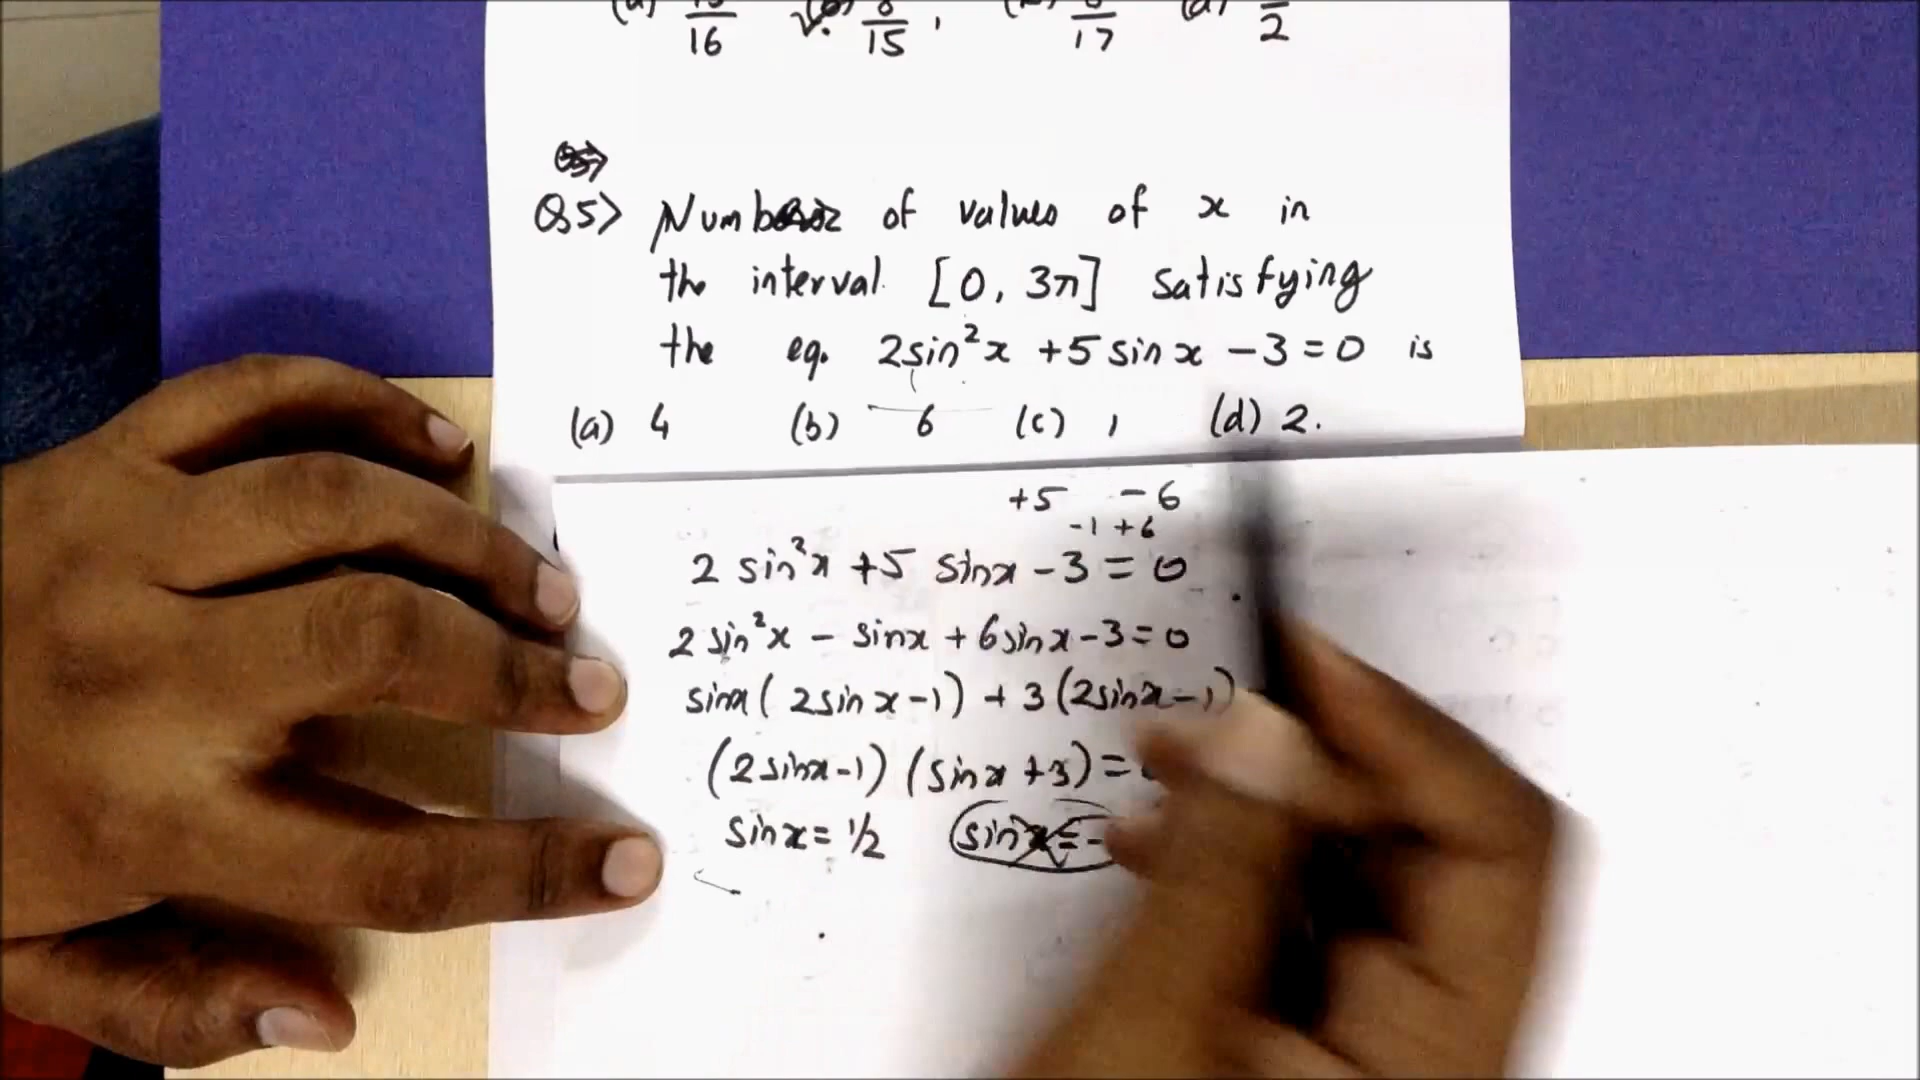 16 15 , 17 2
Q5> Number of values of x in
the interval [0, 3π] satisfying
the eq. 2sin²x +5 sin x - 3 = 0 is
(a) 4 (b) 6 (c) 1 (d) 2.
+5 -6
-1 +6
2 sin²x +5 sinx - 3 = 0
2 sin²x - sinx + 6sinx - 3 = 0
sinx( 2sin x - 1) + 3 (2sinx - 1)
(2sinx-1) (sinx +3) =
sinx = 1/2 sinx = -